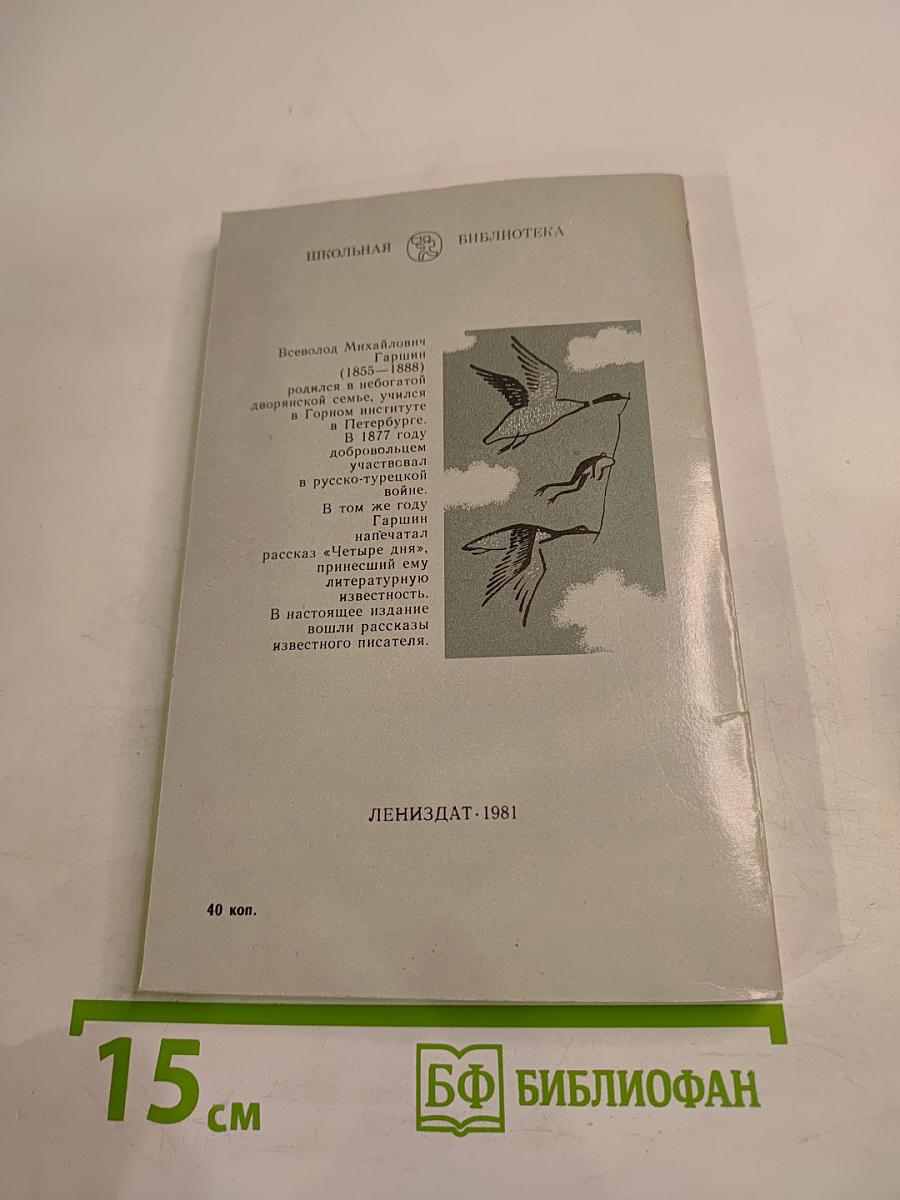 ШКОЛЬНАЯ БИБЛИОТЕКА
Всеволод Михайлович
Гаршин
(1855—1888)
родился в небогатой
дворянской семье, учился
в Горном институте
в Петербурге.
В 1877 году
добровольцем
участвовал
в русско-турецкой
войне.
В том же году
Гаршин
напечатал
рассказ «Четыре дня»,
принесший ему
литературную
известность.
В настоящее издание
вошли рассказы
известного писателя.
ЛЕНИЗДАТ·1981
40 коп.
15 см
БФ БИБЛИОФАН